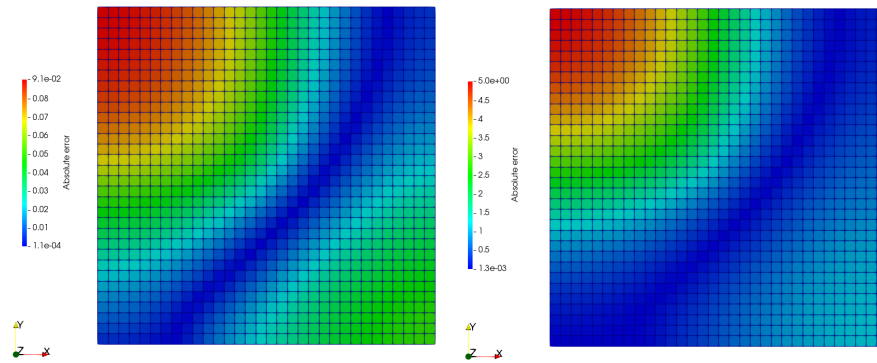 9.1e-02
0.08
0.07
0.06
0.05
0.04
0.03
0.02
0.01
1.1e-04
Absolute error
Y
Z X
5.0e+00
4.5
4
3.5
3
2.5
2
1.5
1
0.5
1.3e-03
Absolute error
Y
Z X